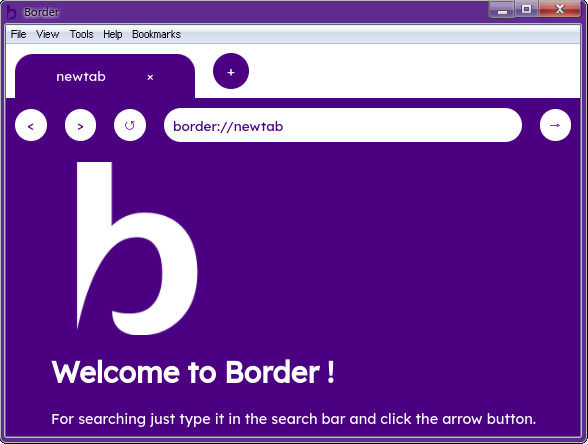 Border
File View Tools Help Bookmarks
newtab × +
< > ↺ border://newtab →
b
Welcome to Border !
For searching just type it in the search bar and click the arrow button.